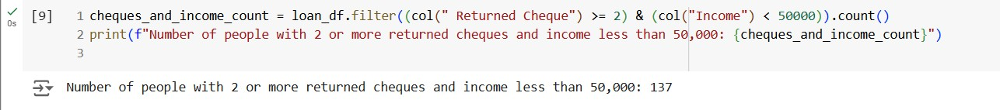 [9] 1 cheques_and_income_count = loan_df.filter((col(" Returned Cheque") >= 2) & (col("Income") < 50000)).count()
0s 2 print(f"Number of people with 2 or more returned cheques and income less than 50,000: {cheques_and_income_count}")
3
Number of people with 2 or more returned cheques and income less than 50,000: 137